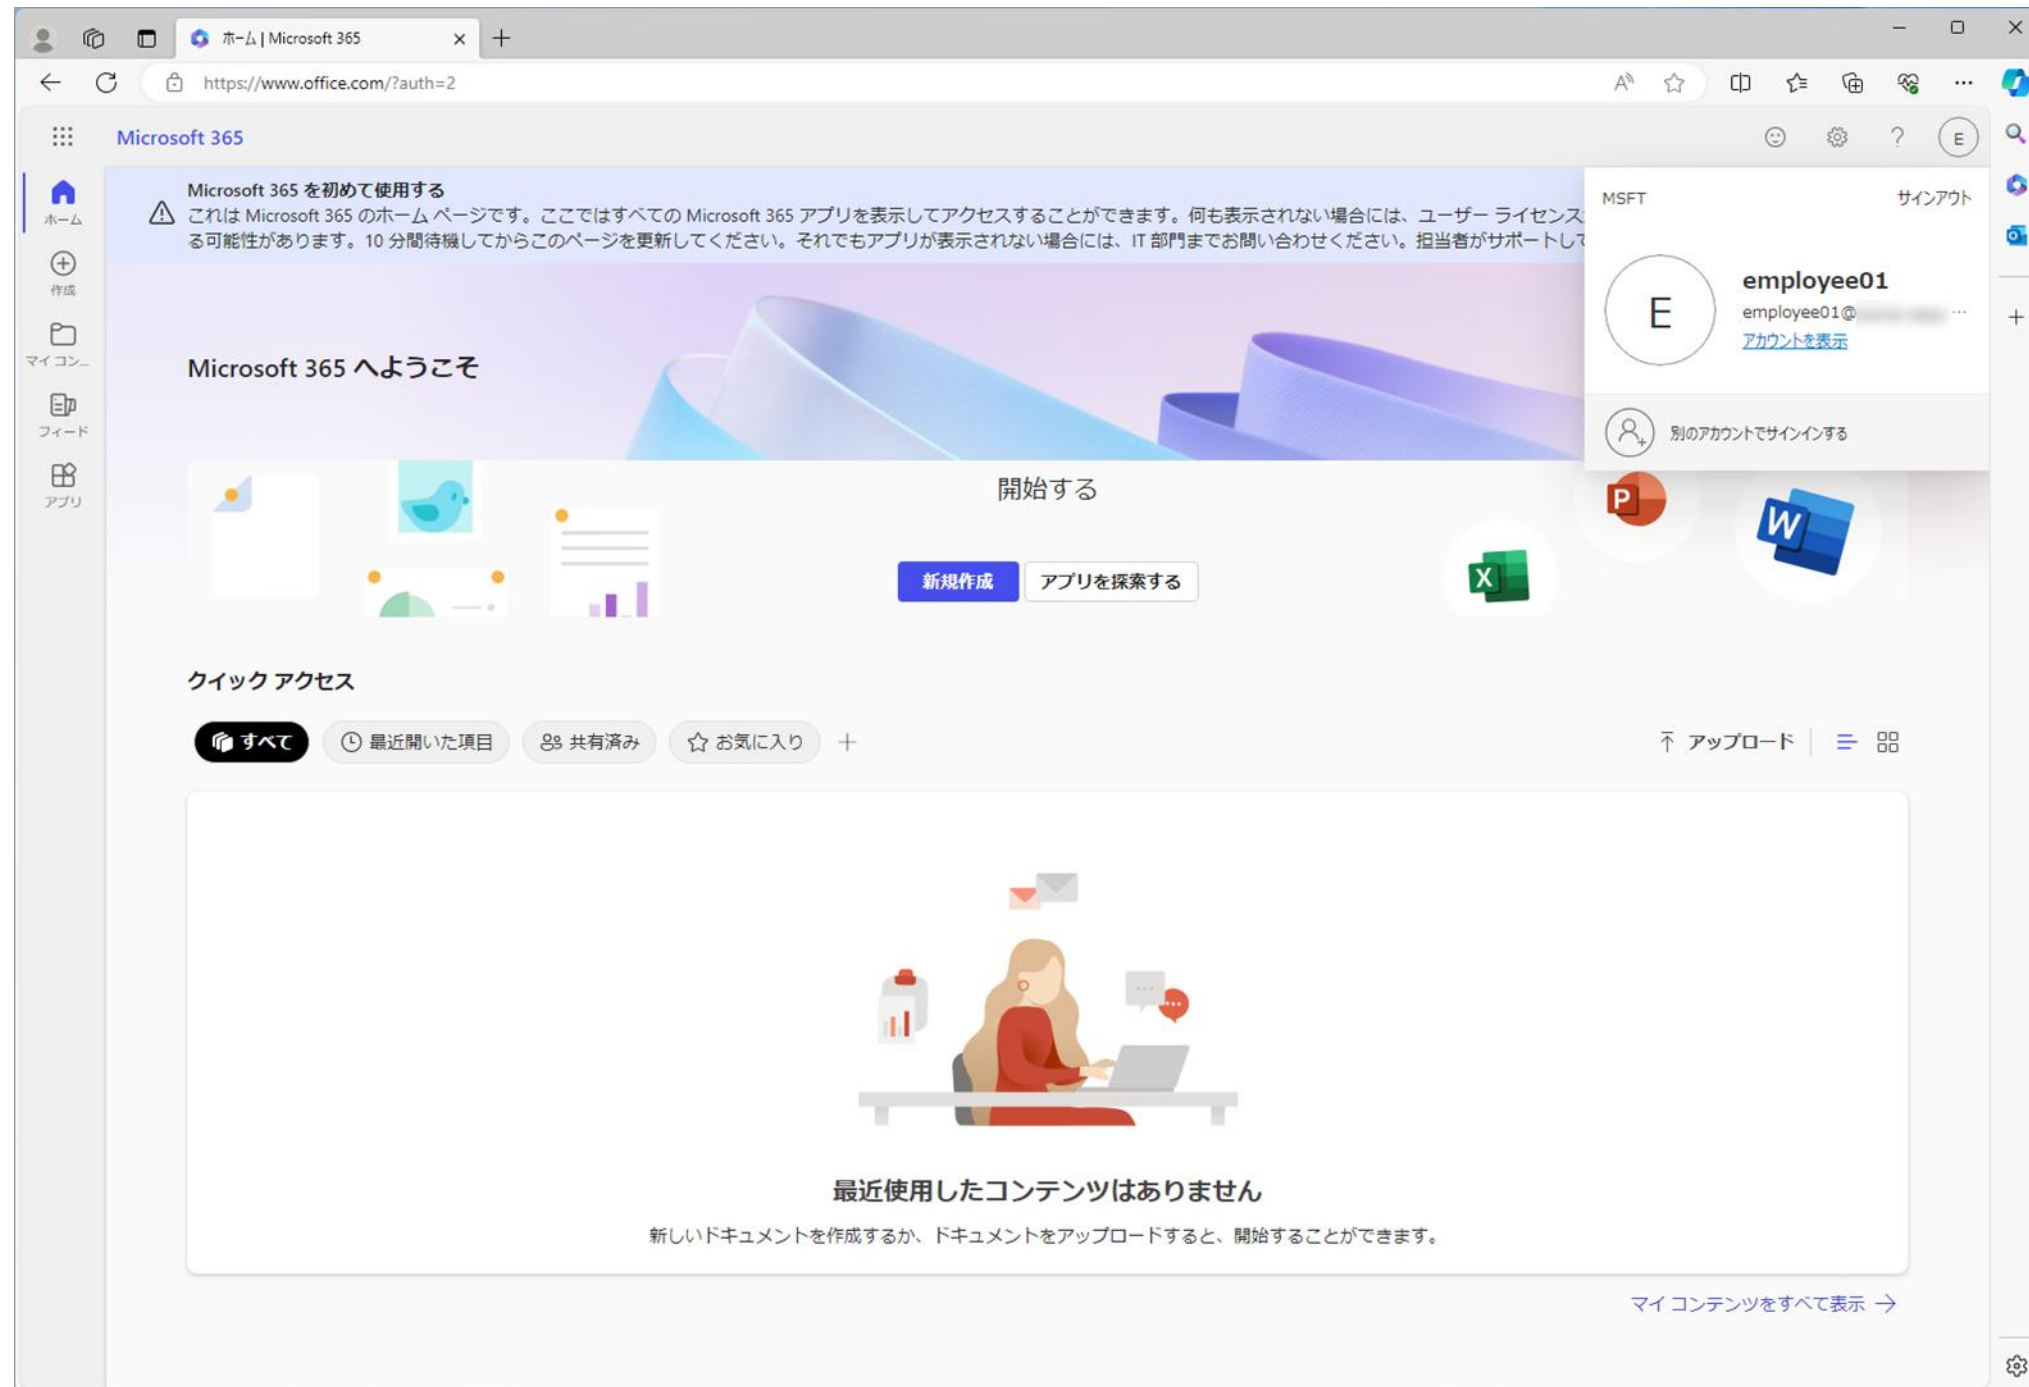 ホーム | Microsoft 365
https://www.office.com/?auth=2
Microsoft 365
E
Microsoft 365 を初めて使用する
これは Microsoft 365 のホーム ページです。ここではすべての Microsoft 365 アプリを表示してアクセスすることができます。何も表示されない場合には、ユーザー ライセンス
る可能性があります。10 分間待機してからこのページを更新してください。それでもアプリが表示されない場合には、IT 部門までお問い合わせください。担当者がサポートして
MSFT
サインアウト
E
employee01
employee01@
アカウントを表示
別のアカウントでサインインする
ホーム
作成
マイ コン...
フィード
アプリ
Microsoft 365 へようこそ
開始する
新規作成
アプリを探索する
X
P
W
クイック アクセス
すべて
最近開いた項目
共有済み
お気に入り
アップロード
最近使用したコンテンツはありません
新しいドキュメントを作成するか、ドキュメントをアップロードすると、開始することができます。
マイ コンテンツをすべて表示